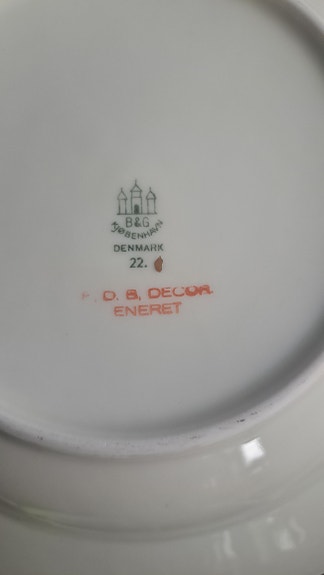 B&G
KJØBENHAVN
DENMARK
22.
F. D. B. DECOR.
ENERET